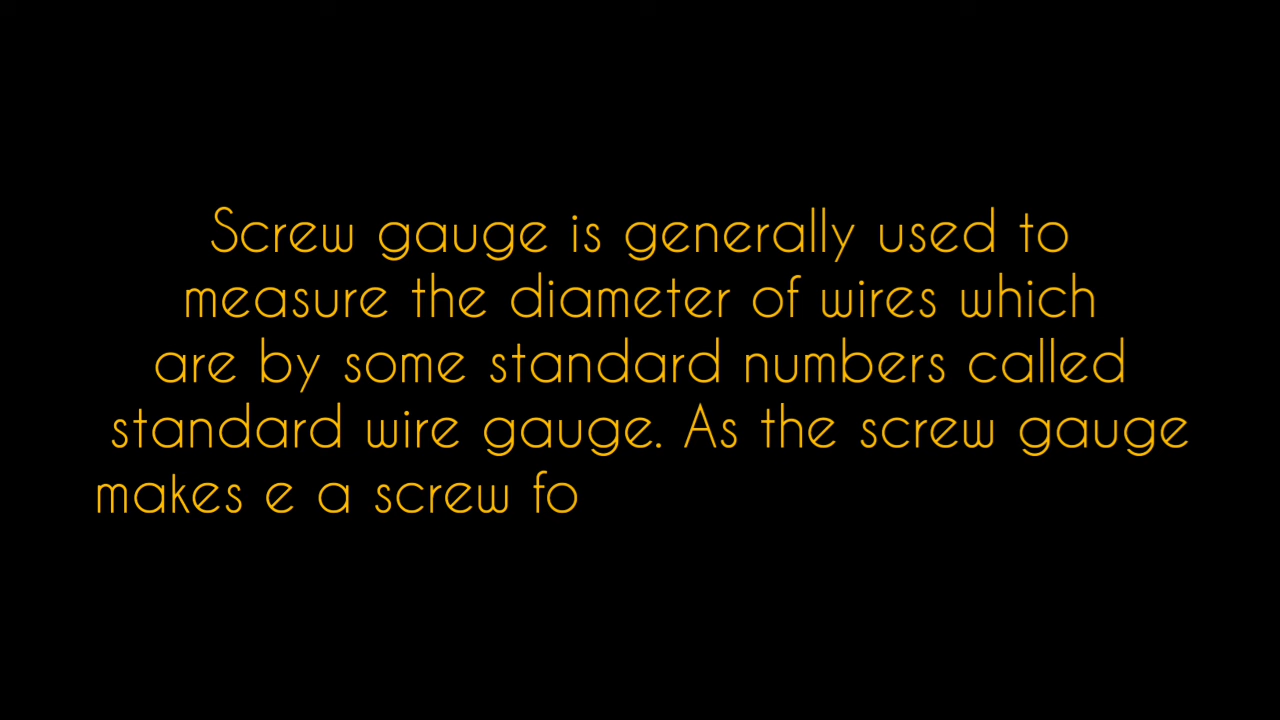 Screw gauge is generally used to
measure the diameter of wires which
are by some standard numbers called
standard wire gauge. As the screw gauge
makes e a screw fo